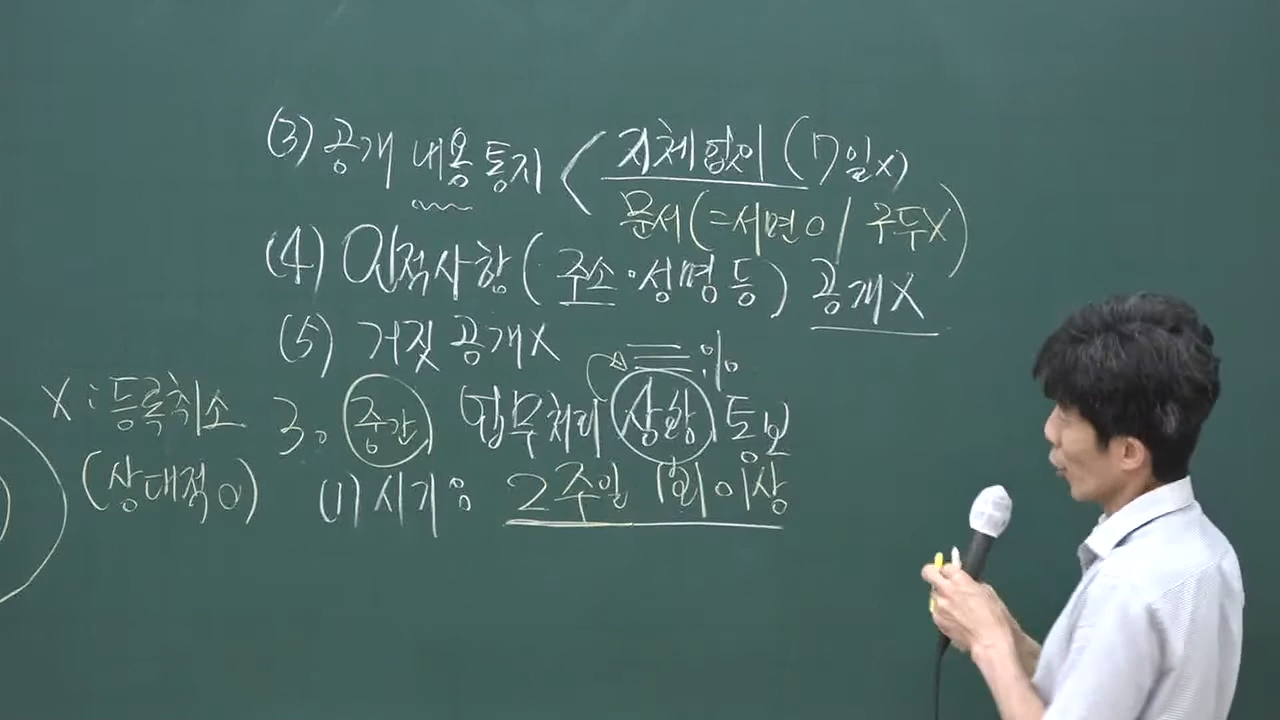 (3) 공개 내용 통지 < 지체없이 (7일x)
문서(=서면 0 / 구두X)
(4) 인적사항 (주소·성명 등) 공개X
(5) 거짓 공개X
X : 등록취소
(상대적 0)
3. 중간 업무처리 상황 통보
(1) 시기 2주일 1회 이상